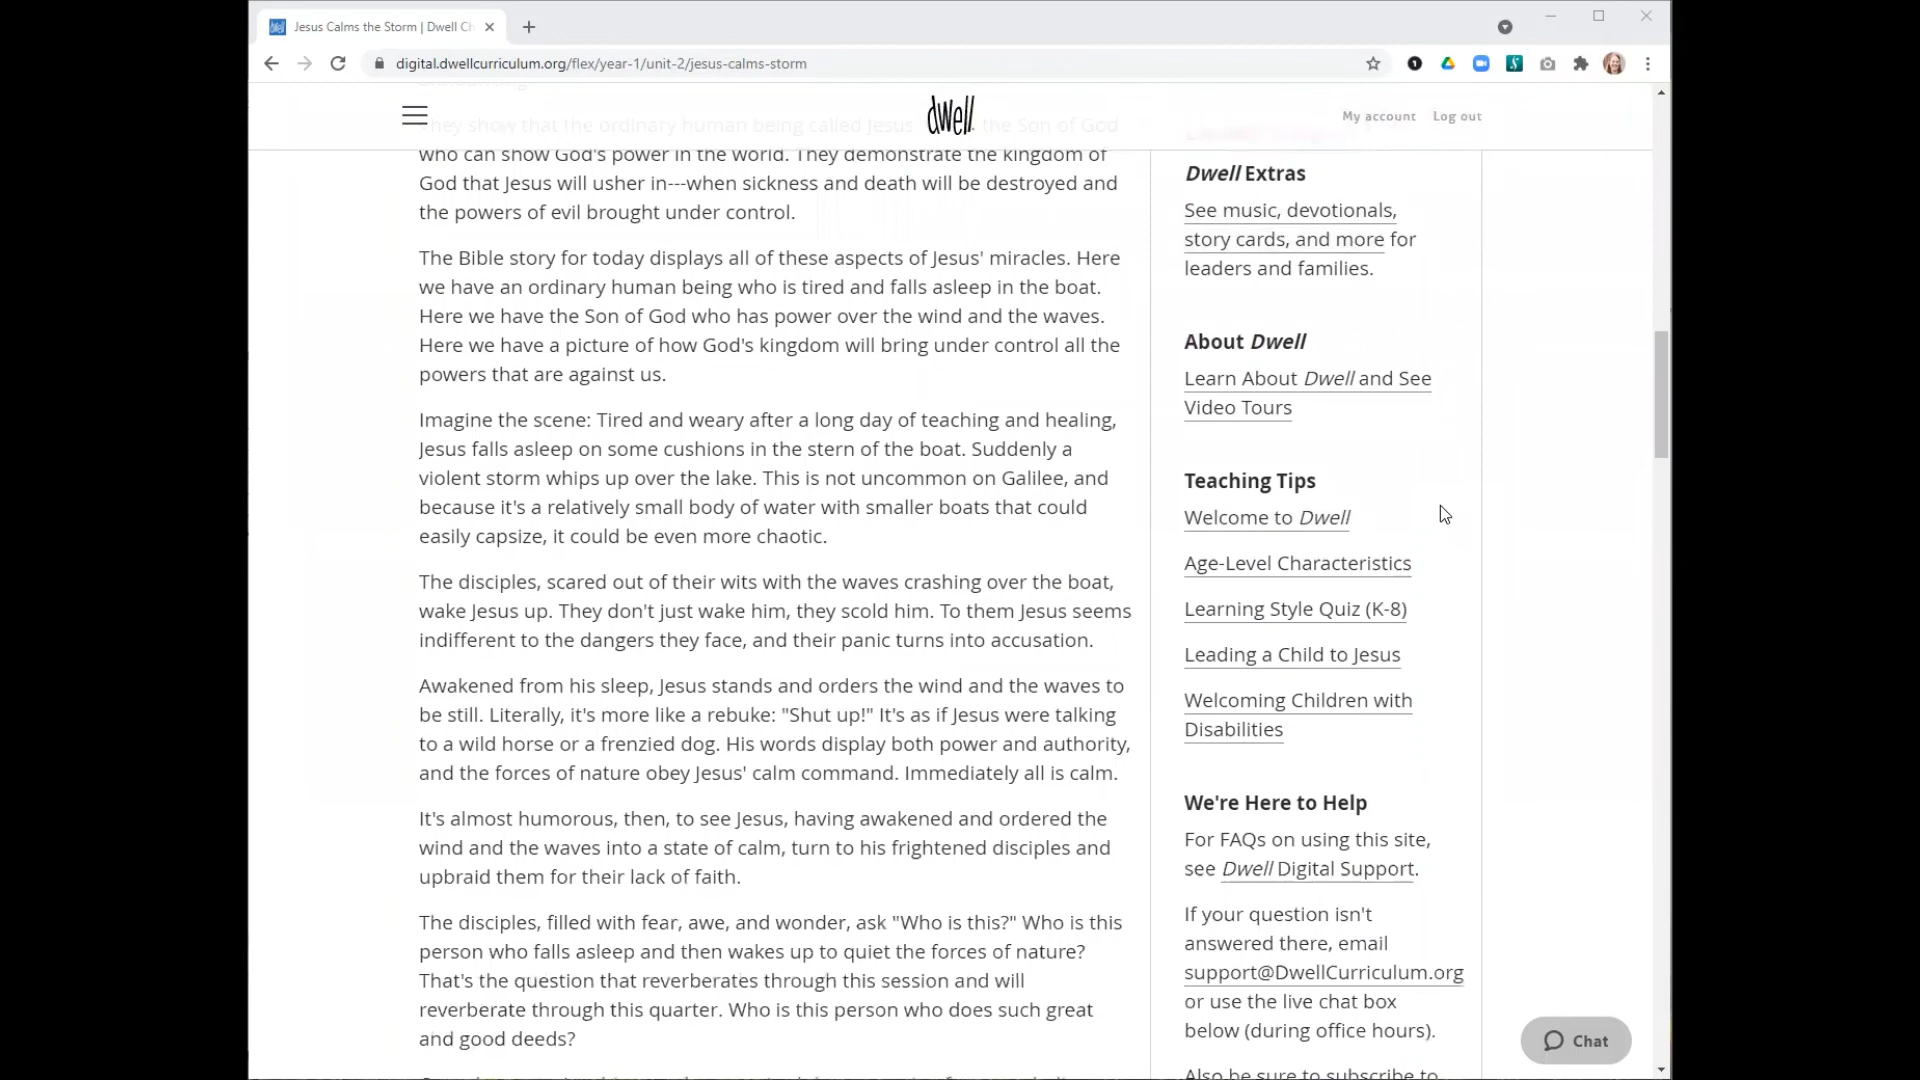 Jesus Calms the Storm | Dwell Ch
digital.dwellcurriculum.org/flex/year-1/unit-2/jesus-calms-storm
dwell
My account
Log out
They show that the ordinary human being called Jesus the Son of God
who can show God's power in the world. They demonstrate the kingdom of
God that Jesus will usher in---when sickness and death will be destroyed and
the powers of evil brought under control.
The Bible story for today displays all of these aspects of Jesus' miracles. Here
we have an ordinary human being who is tired and falls asleep in the boat.
Here we have the Son of God who has power over the wind and the waves.
Here we have a picture of how God's kingdom will bring under control all the
powers that are against us.
Imagine the scene: Tired and weary after a long day of teaching and healing,
Jesus falls asleep on some cushions in the stern of the boat. Suddenly a
violent storm whips up over the lake. This is not uncommon on Galilee, and
because it's a relatively small body of water with smaller boats that could
easily capsize, it could be even more chaotic.
The disciples, scared out of their wits with the waves crashing over the boat,
wake Jesus up. They don't just wake him, they scold him. To them Jesus seems
indifferent to the dangers they face, and their panic turns into accusation.
Awakened from his sleep, Jesus stands and orders the wind and the waves to
be still. Literally, it's more like a rebuke: "Shut up!" It's as if Jesus were talking
to a wild horse or a frenzied dog. His words display both power and authority,
and the forces of nature obey Jesus' calm command. Immediately all is calm.
It's almost humorous, then, to see Jesus, having awakened and ordered the
wind and the waves into a state of calm, turn to his frightened disciples and
upbraid them for their lack of faith.
The disciples, filled with fear, awe, and wonder, ask "Who is this?" Who is this
person who falls asleep and then wakes up to quiet the forces of nature?
That's the question that reverberates through this session and will
reverberate through this quarter. Who is this person who does such great
and good deeds?
Dwell Extras
See music, devotionals,
story cards, and more for
leaders and families.
About Dwell
Learn About Dwell and See
Video Tours
Teaching Tips
Welcome to Dwell
Age-Level Characteristics
Learning Style Quiz (K-8)
Leading a Child to Jesus
Welcoming Children with
Disabilities
We're Here to Help
For FAQs on using this site,
see Dwell Digital Support.
If your question isn't
answered there, email
support@DwellCurriculum.org
or use the live chat box
below (during office hours).
Also be sure to subscribe to
Chat